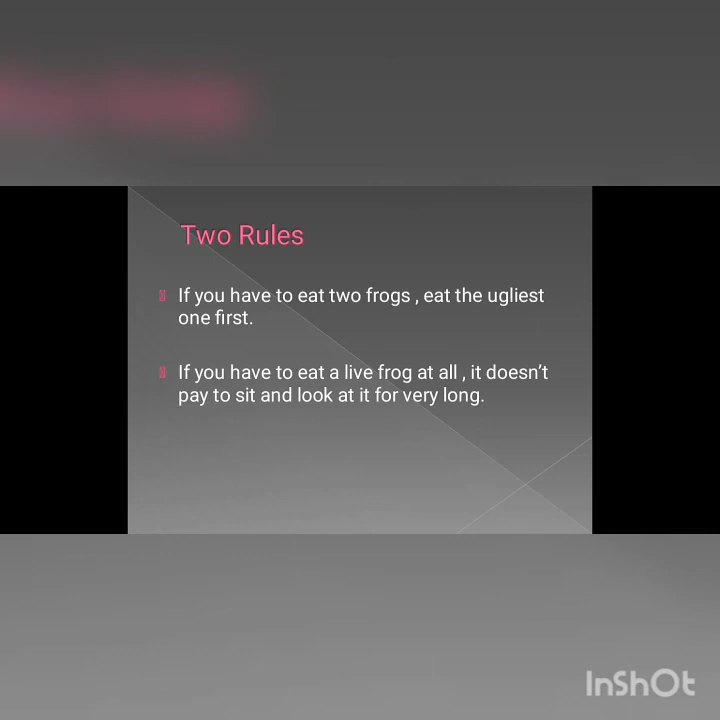 Two Rules
If you have to eat two frogs , eat the ugliest
one first.
If you have to eat a live frog at all , it doesn’t
pay to sit and look at it for very long.
InShOt